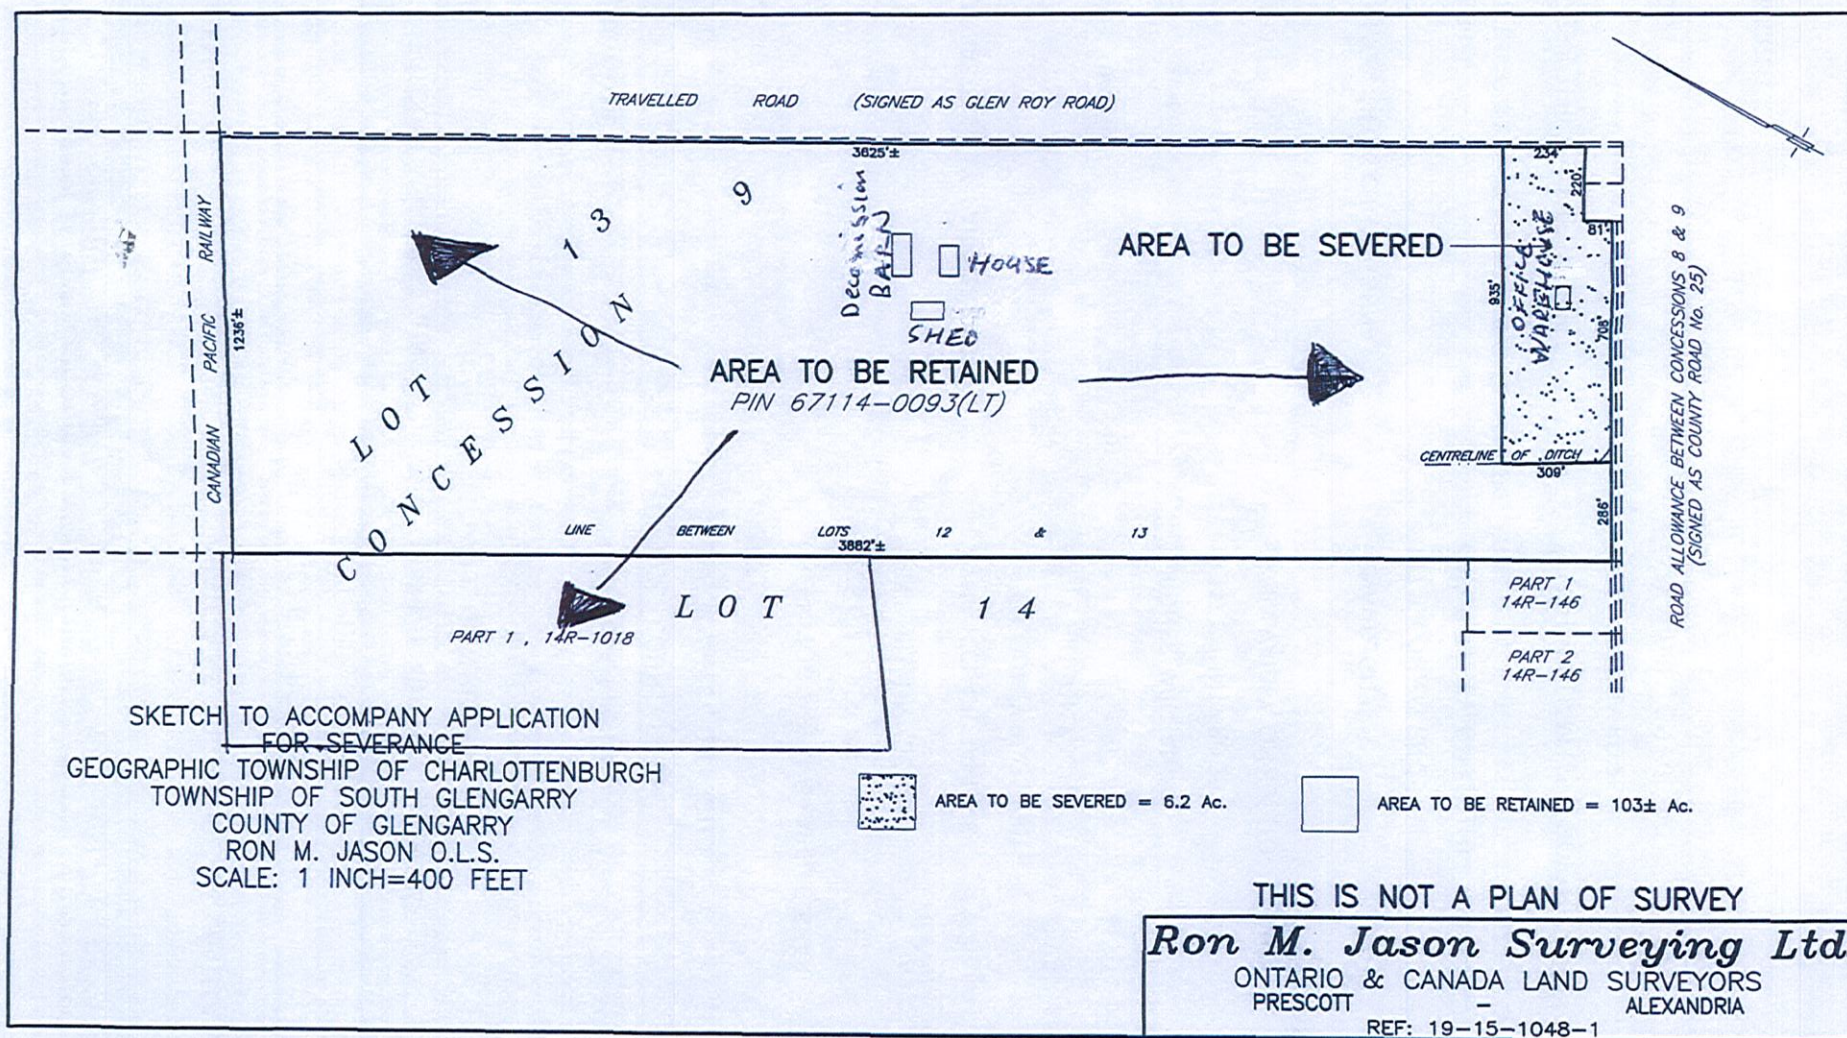 TRAVELLED ROAD (SIGNED AS GLEN ROY ROAD)
3625'±
234'
220'
81'
CANADIAN PACIFIC RAILWAY
1236'±
LOT 13
CONCESSION 9
Decomission
BARN
HOUSE
SHED
AREA TO BE SEVERED
OFFICE
WAREHOUSE
935'
708'
AREA TO BE RETAINED
PIN 67114-0093(LT)
CENTRELINE OF DITCH
309'
286'
ROAD ALLOWANCE BETWEEN CONCESSIONS 8 & 9
(SIGNED AS COUNTY ROAD No. 25)
LINE BETWEEN LOTS 12 & 13
3882'±
LOT 14
PART 1 , 14R-1018
PART 1
14R-146
PART 2
14R-146
SKETCH TO ACCOMPANY APPLICATION
FOR SEVERANCE
GEOGRAPHIC TOWNSHIP OF CHARLOTTENBURGH
TOWNSHIP OF SOUTH GLENGARRY
COUNTY OF GLENGARRY
RON M. JASON O.L.S.
SCALE: 1 INCH=400 FEET
AREA TO BE SEVERED = 6.2 Ac.
AREA TO BE RETAINED = 103± Ac.
THIS IS NOT A PLAN OF SURVEY
Ron M. Jason Surveying Ltd
ONTARIO & CANADA LAND SURVEYORS
PRESCOTT - ALEXANDRIA
REF: 19-15-1048-1